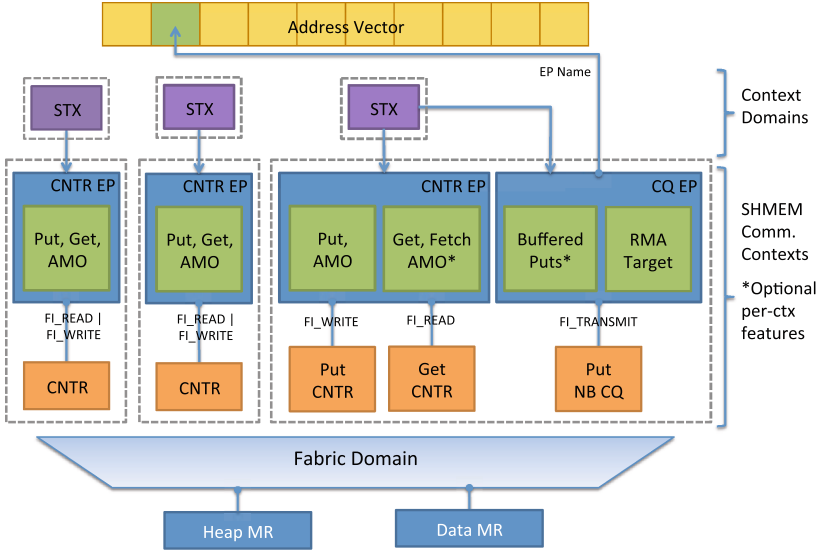 Address Vector
EP Name
STX
STX
STX
Context
Domains
CNTR EP
CNTR EP
CNTR EP
CQ EP
Put, Get,
AMO
Put, Get,
AMO
Put,
AMO
Get, Fetch
AMO*
Buffered
Puts*
RMA
Target
SHMEM
Comm.
Contexts
*Optional
per-ctx
features
FI_READ |
FI_WRITE
FI_READ |
FI_WRITE
FI_WRITE
FI_READ
FI_TRANSMIT
CNTR
CNTR
Put
CNTR
Get
CNTR
Put
NB CQ
Fabric Domain
Heap MR
Data MR